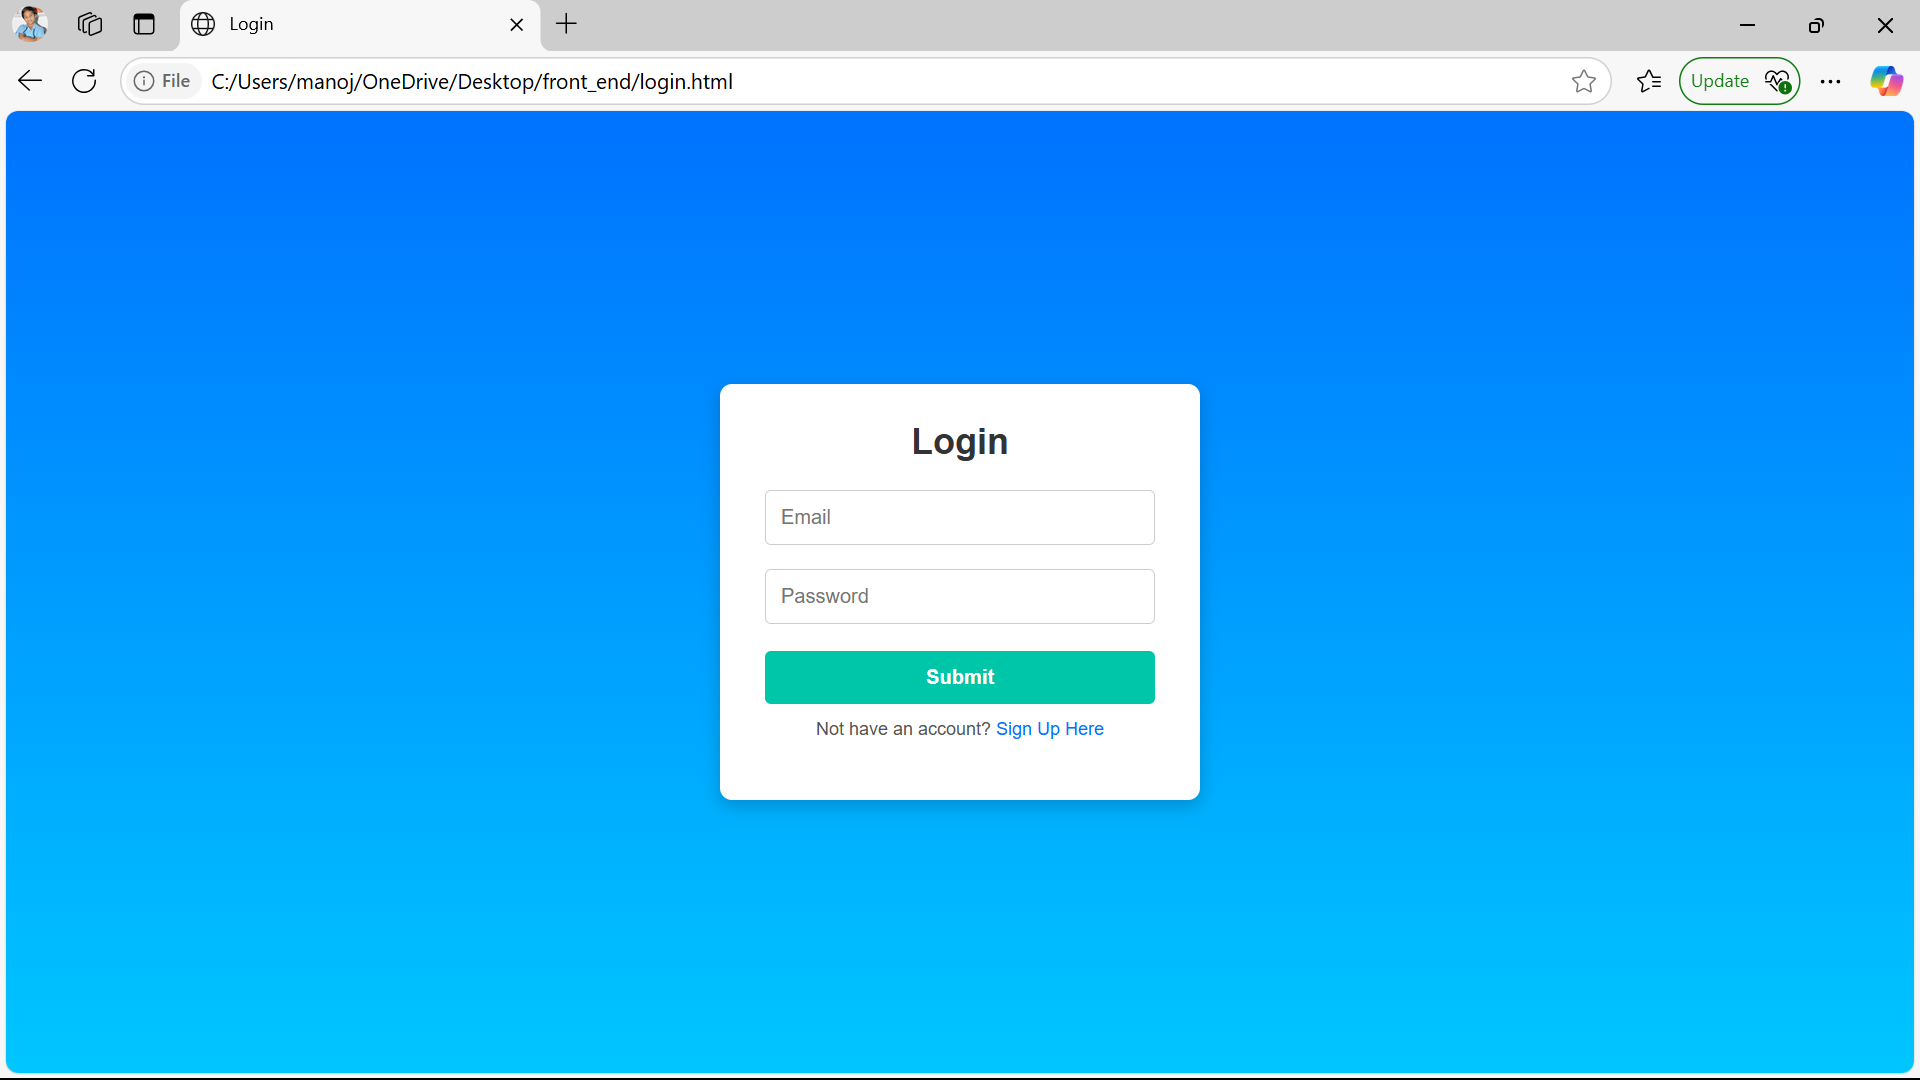 Login
File C:/Users/manoj/OneDrive/Desktop/front_end/login.html
Update
Login
Email
Password
Submit
Not have an account? Sign Up Here